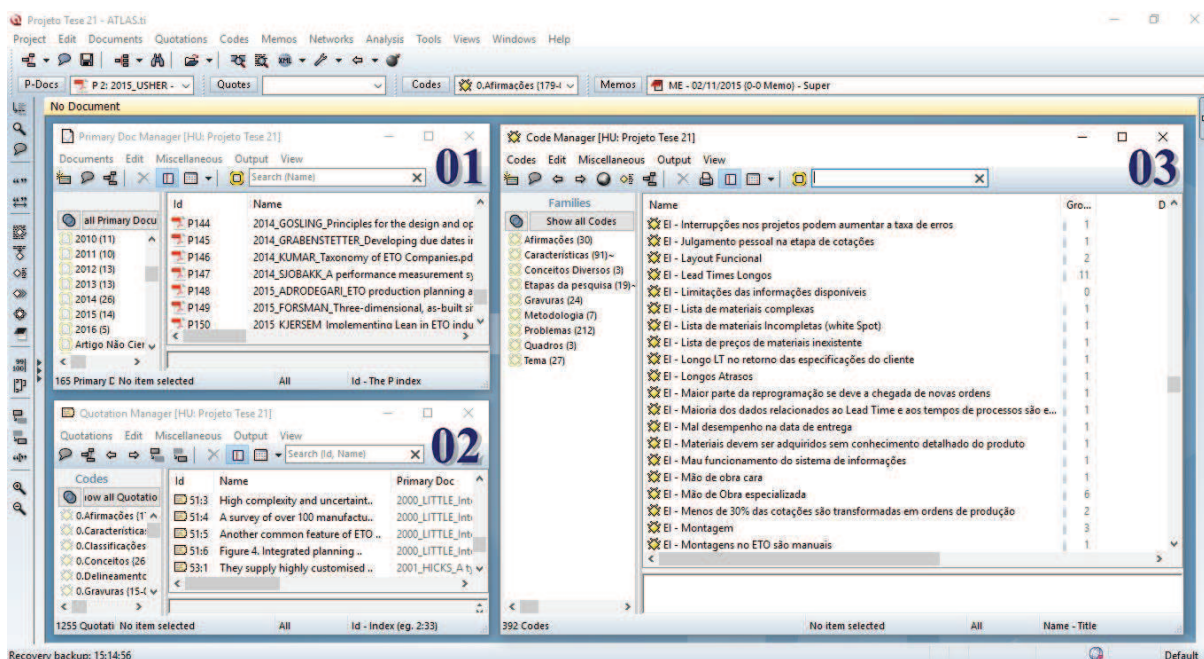 Projeto Tese 21 - ATLAS.ti
Project Edit Documents Quotations Codes Memos Networks Analysis Tools Views Windows Help
P-Docs P 2: 2015_USHER - Quotes Codes 0.Afirmações {179- Memos ME - 02/11/2015 {0-0 Memo} - Super
No Document
Primary Doc Manager [HU: Projeto Tese 21]
Documents Edit Miscellaneous Output View
01
Search (Name)
all Primary Docu
2010 (11)
2011 (10)
2012 (13)
2013 (13)
2014 (26)
2015 (14)
2016 (5)
Artigo Não Cier
Id Name
P144 2014_GOSLING_Principles for the design and op
P145 2014_GRABENSTETTER_Developing due dates in
P146 2014_KUMAR_Taxonomy of ETO Companies.pd
P147 2014_SJOBAKK_A performance measurement sy
P148 2015_ADRODEGARI_ETO production planning a
P149 2015_FORSMAN_Three-dimensional, as-built si
P150 2015 KJERSEM Implementing Lean in ETO indu
165 Primary D No item selected All Id - The P index
Quotation Manager [HU: Projeto Tese 21]
Quotations Edit Miscellaneous Output View
02
Search (Id, Name)
Codes
now all Quotatio
0.Afirmações {1
0.Característica
0.Classificações
0.Conceitos {26
0.Delineamento
0.Gravuras {15-0
Id Name Primary Doc
51:3 High complexity and uncertaint.. 2000_LITTLE_Int
51:4 A survey of over 100 manufactu.. 2000_LITTLE_Int
51:5 Another common feature of ETO .. 2000_LITTLE_Int
51:6 Figure 4. Integrated planning .. 2000_LITTLE_Int
53:1 They supply highly customised .. 2001_HICKS_A ty
1255 Quotati No item selected All Id - Index (eg. 2:33)
Code Manager [HU: Projeto Tese 21]
Codes Edit Miscellaneous Output View
03
Families
Show all Codes
Afirmações (30)
Características (91)~
Conceitos Diversos (3)
Etapas da pesquisa (19)~
Gravuras (24)
Metodologia (7)
Problemas (212)
Quadros (3)
Tema (27)
Name Gro... D
EI - Interrupções nos projetos podem aumentar a taxa de erros 1
EI - Julgamento pessoal na etapa de cotações 1
EI - Layout Funcional 2
EI - Lead Times Longos 11
EI - Limitações das informações disponíveis 0
EI - Lista de materiais complexas 1
EI - Lista de materiais Incompletas (white Spot) 1
EI - Lista de preços de materiais inexistente 1
EI - Longo LT no retorno das especificações do cliente 1
EI - Longos Atrasos 1
EI - Maior parte da reprogramação se deve a chegada de novas ordens 1
EI - Maioria dos dados relacionados ao Lead Time e aos tempos de processos são e... 1
EI - Mal desempenho na data de entrega 1
EI - Materiais devem ser adquiridos sem conhecimento detalhado do produto 1
EI - Mau funcionamento do sistema de informações 1
EI - Mão de obra cara 1
EI - Mão de Obra especializada 6
EI - Menos de 30% das cotações são transformadas em ordens de produção 2
EI - Montagem 3
EI - Montagens no ETO são manuais 1
392 Codes No item selected All Name - Title
Recovery backup: 15:14:56 Default